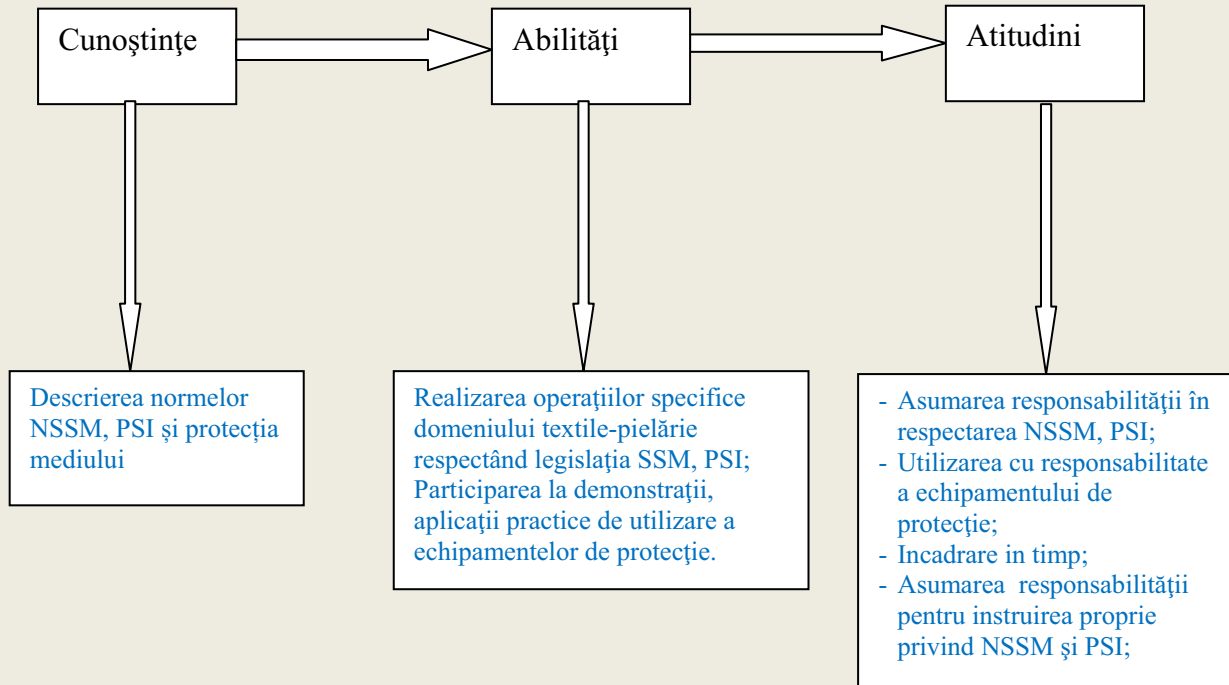 Cunoştinţe
Abilităţi
Atitudini
Descrierea normelor
NSSM, PSI și protecția
mediului
Realizarea operaţiilor specifice
domeniului textile-pielărie
respectând legislaţia SSM, PSI;
Participarea la demonstraţii,
aplicaţii practice de utilizare a
echipamentelor de protecţie.
- Asumarea responsabilităţii în
respectarea NSSM, PSI;
- Utilizarea cu responsabilitate
a echipamentului de
protecţie;
- Incadrare in timp;
- Asumarea responsabilităţii
pentru instruirea proprie
privind NSSM şi PSI;